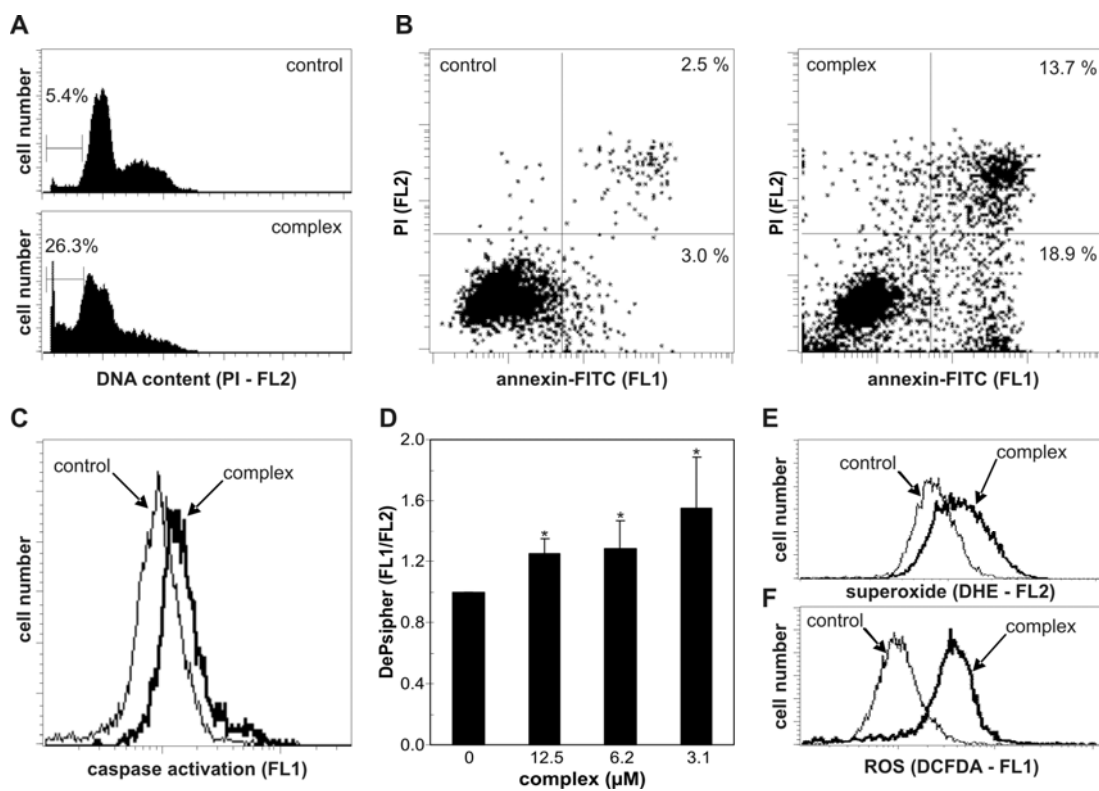 A
control
5.4%
cell number
complex
26.3%
cell number
DNA content (PI - FL2)
B
control
2.5 %
3.0 %
PI (FL2)
annexin-FITC (FL1)
complex
13.7 %
18.9 %
PI (FL2)
annexin-FITC (FL1)
C
control
complex
cell number
caspase activation (FL1)
D
2.0
1.6
1.2
0.8
0.4
0.0
DePsipher (FL1/FL2)
*
*
*
0 12.5 6.2 3.1
complex (µM)
E
control
complex
cell number
superoxide (DHE - FL2)
F
control
complex
cell number
ROS (DCFDA - FL1)